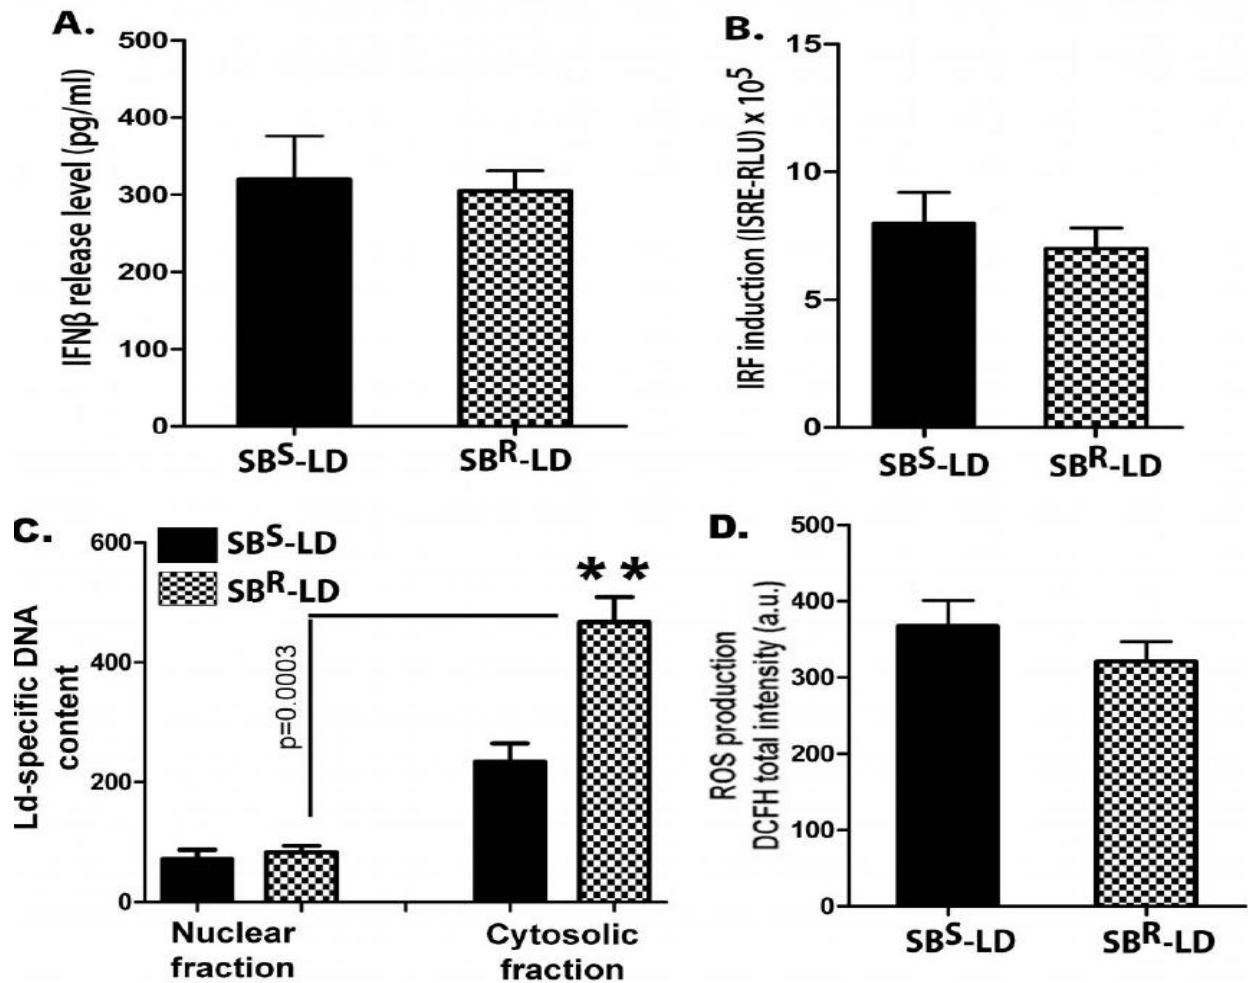 A.
IFNβ release level (pg/ml)
500
400
300
200
100
0
SBS-LD
SBR-LD
B.
IRF induction (ISRE-RLU) x 10⁵
15
10
5
0
SBS-LD
SBR-LD
C.
SBS-LD
SBR-LD
Ld-specific DNA
content
600
400
200
0
p=0.0003
**
Nuclear
fraction
Cytosolic
fraction
D.
ROS production
DCFH total intensity (a.u.)
500
400
300
200
100
0
SBS-LD
SBR-LD